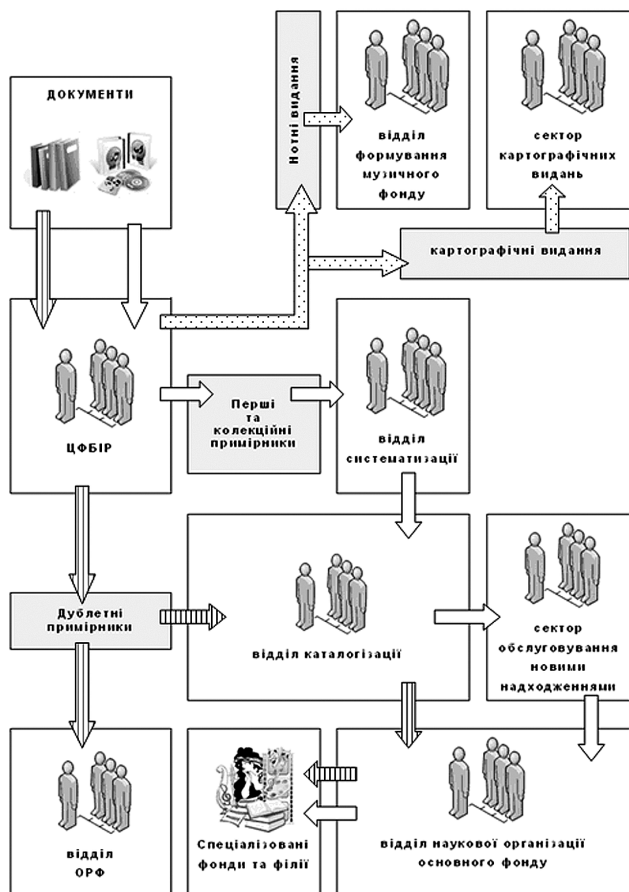 ДОКУМЕНТИ
Нотні видання
відділ
формування
музичного
фонду
сектор
картографічних
видань
картографічні видання
ЦФБІР
Перші
та
колекційні
примірники
відділ
систематизації
Дублетні
примірники
відділ каталогізації
сектор
обслуговування
новими
надходженнями
відділ
ОРФ
Спеціалізовані
фонди та філії
відділ наукової організації
основного фонду